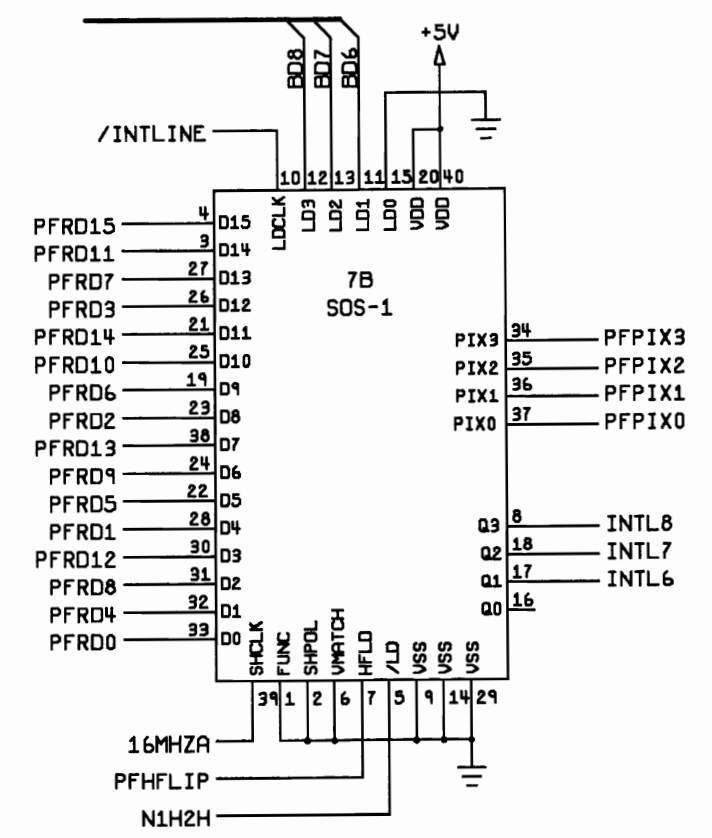 +5V
BD8 BD7 BD6
/INTLINE
10 12 13 11 15 20 40
LDCLK LD3 LD2 LD1 LD0 VDD VDD
PFRD15 4 D15
PFRD11 3 D14
PFRD7 27 D13
PFRD3 26 D12
PFRD14 21 D11
PFRD10 25 D10
PFRD6 19 D9
PFRD2 23 D8
PFRD13 38 D7
PFRD9 24 D6
PFRD5 22 D5
PFRD1 28 D4
PFRD12 30 D3
PFRD8 31 D2
PFRD4 32 D1
PFRD0 33 D0
7B
SOS-1
PIX3 34 PFPIX3
PIX2 35 PFPIX2
PIX1 36 PFPIX1
PIX0 37 PFPIX0
Q3 8 INTL8
Q2 18 INTL7
Q1 17 INTL6
Q0 16
SHCLK FUNC SHPOL VMATCH HFLD /LD VSS VSS VSS
39 1 2 6 7 5 9 14 29
16MHZA
PFHFLIP
N1H2H